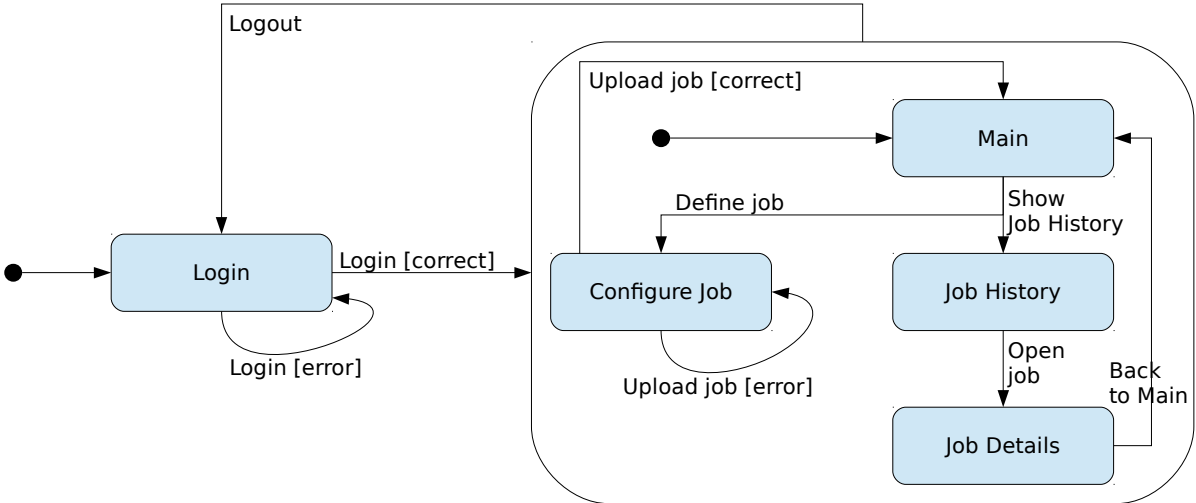 Logout
Upload job [correct]
Main
Define job
Show
Job History
Login
Login [correct]
Configure Job
Job History
Login [error]
Upload job [error]
Open
job
Back
to Main
Job Details